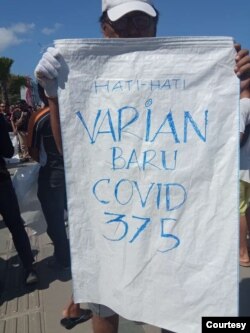 HATI-HATI
VARIAN
BARU
COVID
375
Courtesy